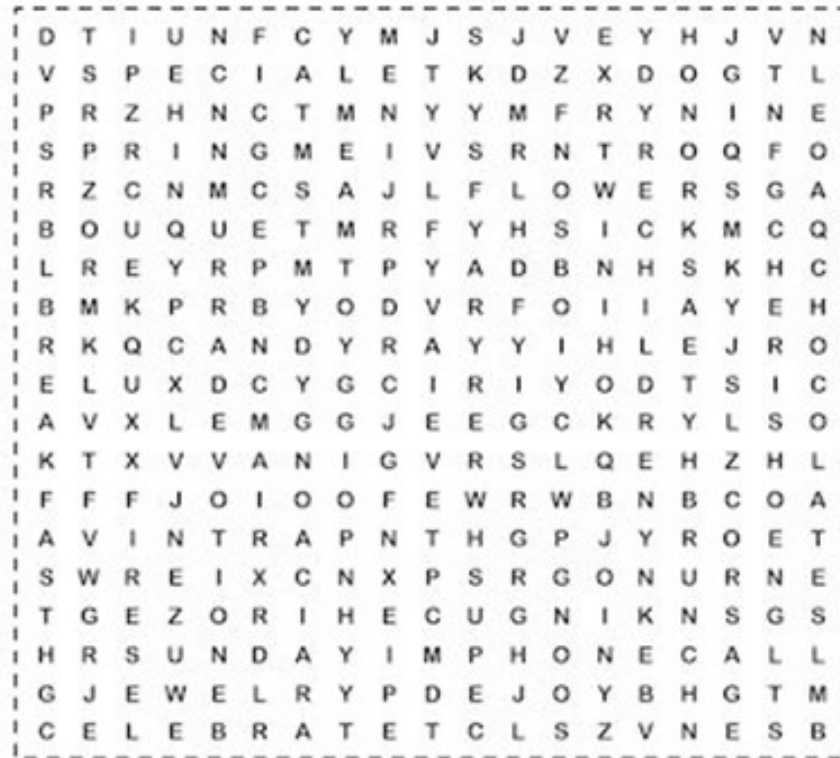 D T I U N F C Y M J S J V E Y H J V N
V S P E C I A L E T K D Z X D O G T L
P R Z H N C T M N Y Y M F R Y N I N E
S P R I N G M E I V S R N T R O Q F O
R Z C N M C S A J L F L O W E R S G A
B O U Q U E T M R F Y H S I C K M C Q
L R E Y R P M T P Y A D B N H S K H C
B M K P R B Y O D V R F O I I A Y E H
R K Q C A N D Y R A Y Y I H L E J R O
E L U X D C Y G C I R I Y O D T S I C
A V X L E M G G J E E G C K R Y L S O
K T X V V A N I G V R S L Q E H Z H L
F F F J O I O O F E W R W B N B C O A
A V I N T R A P N T H G P J Y R O E T
S W R E I X C N X P S R G O N U R N E
T G E Z O R I H E C U G N I K N S G S
H R S U N D A Y I M P H O N E C A L L
G J E W E L R Y P D E J O Y B H G T M
C E L E B R A T E T C L S Z V N E S B